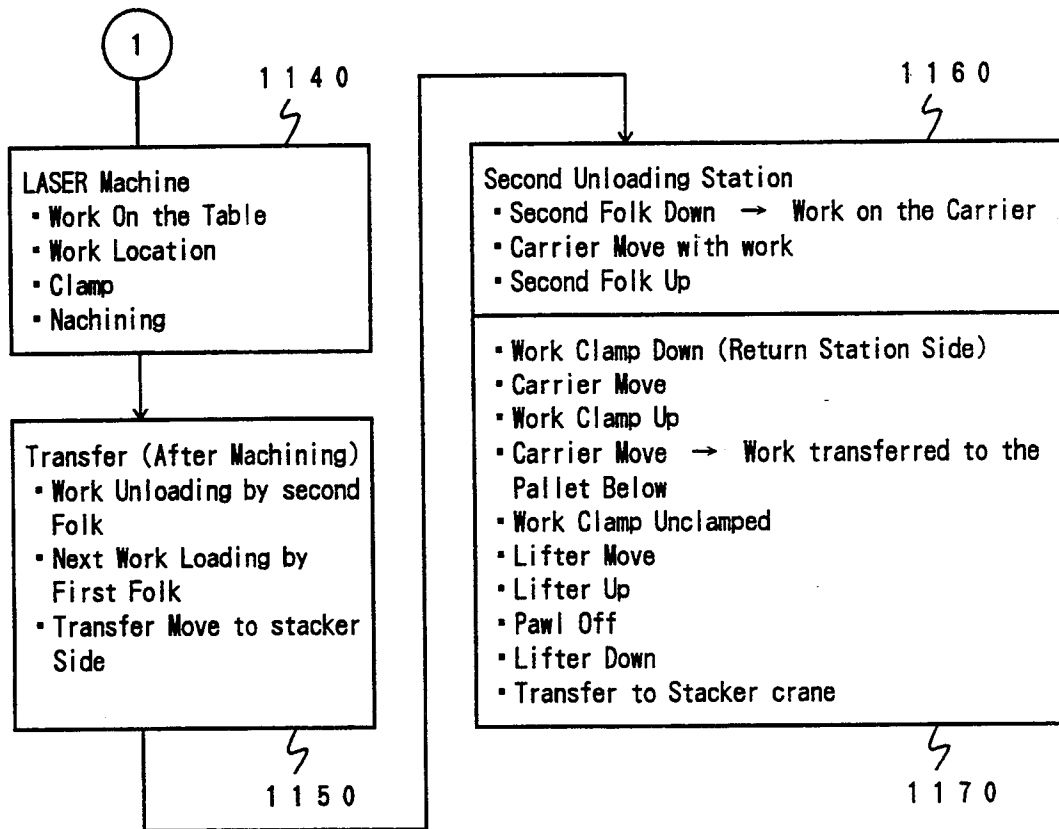 1
1140
LASER Machine
▪ Work On the Table
▪ Work Location
▪ Clamp
▪ Nachining
Transfer (After Machining)
▪ Work Unloading by second
Folk
▪ Next Work Loading by
First Folk
▪ Transfer Move to stacker
Side
1150
1160
Second Unloading Station
▪ Second Folk Down → Work on the Carrier
▪ Carrier Move with work
▪ Second Folk Up
▪ Work Clamp Down (Return Station Side)
▪ Carrier Move
▪ Work Clamp Up
▪ Carrier Move → Work transferred to the
Pallet Below
▪ Work Clamp Unclamped
▪ Lifter Move
▪ Lifter Up
▪ Pawl Off
▪ Lifter Down
▪ Transfer to Stacker crane
1170